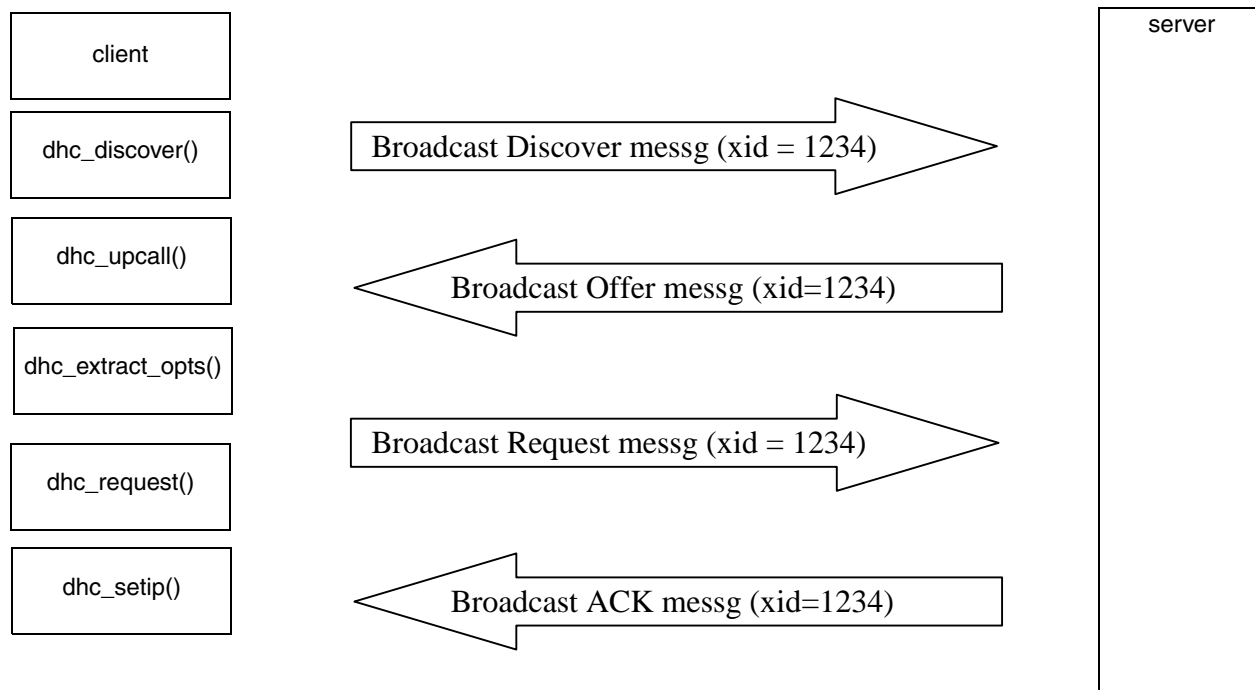 client
server
dhc_discover()
Broadcast Discover messg (xid = 1234)
dhc_upcall()
Broadcast Offer messg (xid=1234)
dhc_extract_opts()
Broadcast Request messg (xid = 1234)
dhc_request()
dhc_setip()
Broadcast ACK messg (xid=1234)